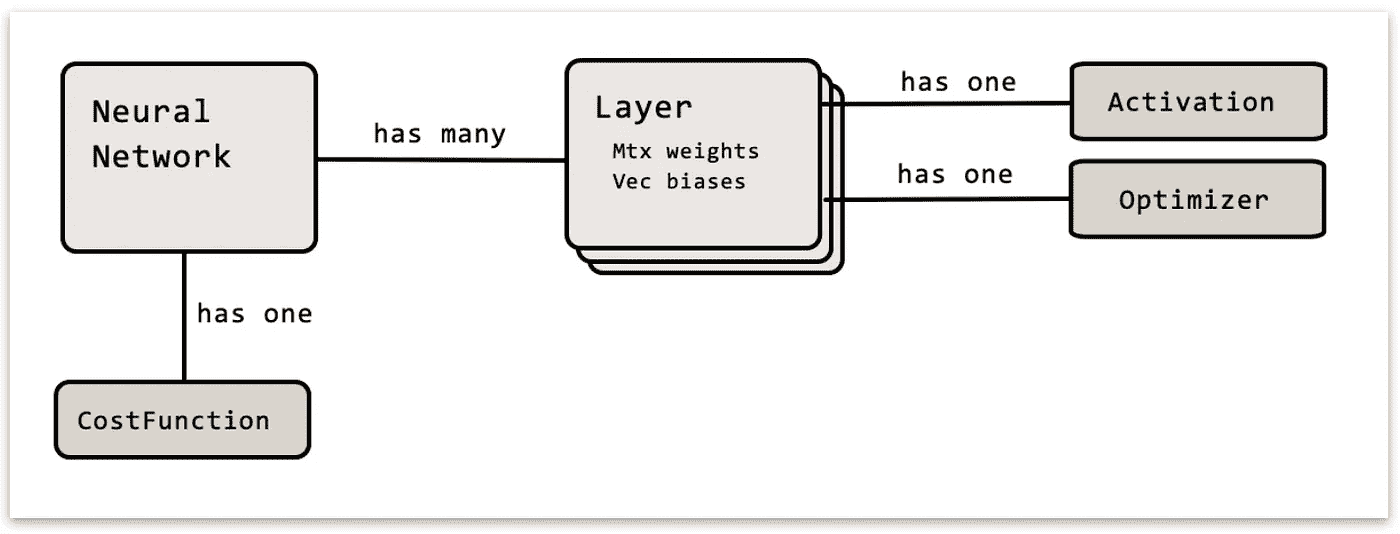 Neural
Network
has many
Layer
Mtx weights
Vec biases
has one
Activation
has one
Optimizer
has one
CostFunction